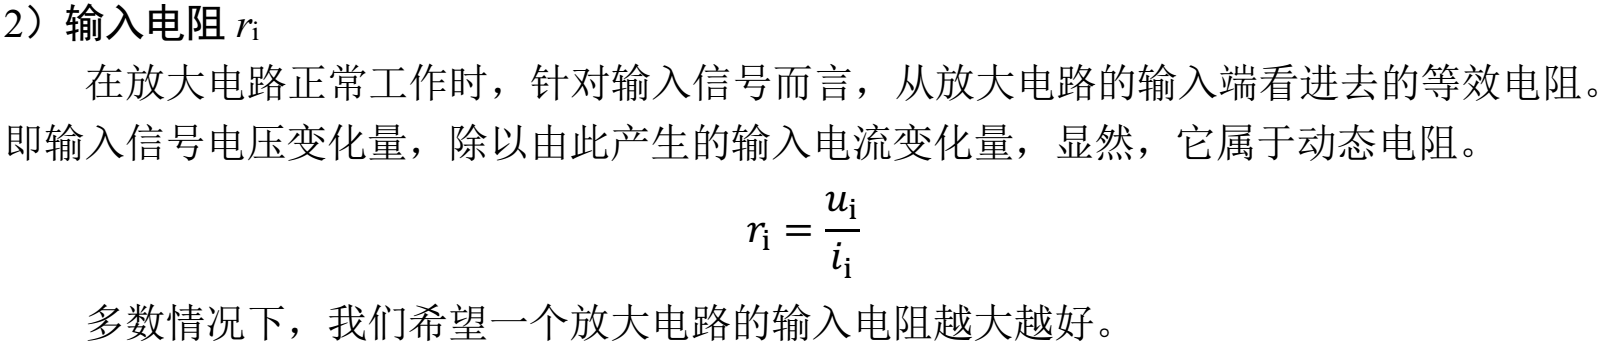 2）输入电阻 rᵢ
在放大电路正常工作时，针对输入信号而言，从放大电路的输入端看进去的等效电阻。
即输入信号电压变化量，除以由此产生的输入电流变化量，显然，它属于动态电阻。
rᵢ = uᵢ / iᵢ
多数情况下，我们希望一个放大电路的输入电阻越大越好。